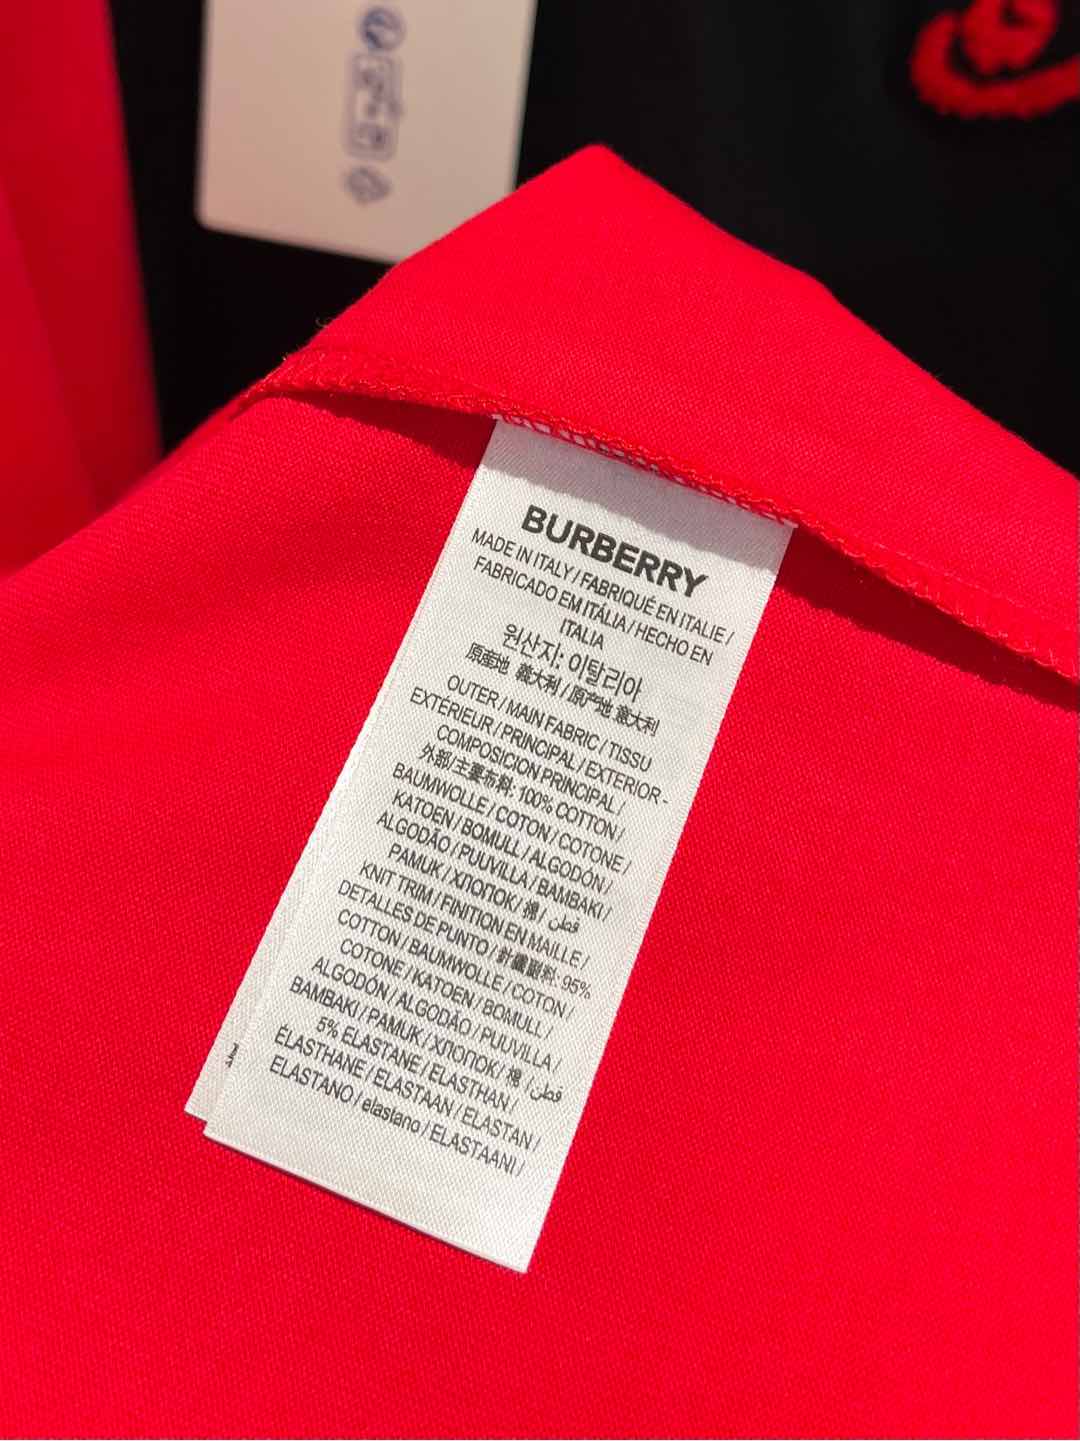 BURBERRY
MADE IN ITALY / FABRIQUÉ EN ITALIE /
FABRICADO EM ITÁLIA / HECHO EN
ITALIA
원산지: 이탈리아
原產地 義大利 / 原产地 意大利
OUTER / MAIN FABRIC / TISSU
EXTÉRIEUR / PRINCIPAL / EXTERIOR -
COMPOSICION PRINCIPAL /
外部/主要布料: 100% COTTON /
BAUMWOLLE / COTON / COTONE /
KATOEN / BOMULL / ALGODÓN /
ALGODÃO / PUUVILLA / BAMBAKI /
PAMUK / ХЛОПОК / 棉 / قطن
KNIT TRIM / FINITION EN MAILLE /
DETALLES DE PUNTO / 針織副料: 95%
COTTON / BAUMWOLLE / COTON /
COTONE / KATOEN / BOMULL /
ALGODÓN / ALGODÃO / PUUVILLA /
BAMBAKI / PAMUK / ХЛОПОК / 棉 / قطن
5% ELASTANE / ELASTHAN /
ÉLASTHANE / ELASTAAN / ELASTAN /
ELASTANO / elastano / ELASTAANI /